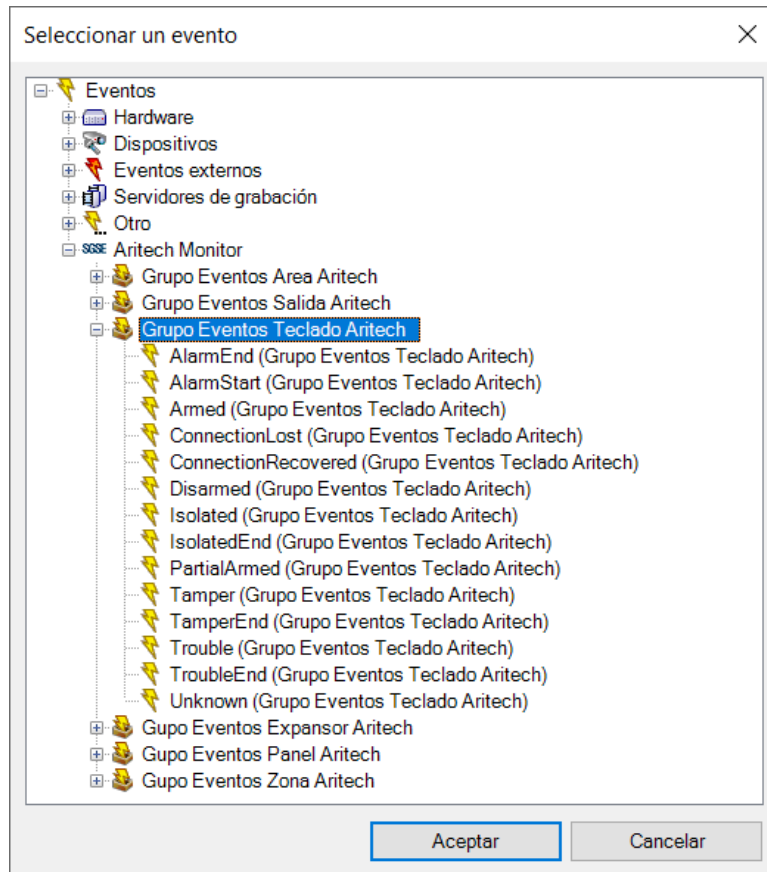 Seleccionar un evento
Eventos
Hardware
Dispositivos
Eventos externos
Servidores de grabación
Otro
SGSE Aritech Monitor
Grupo Eventos Area Aritech
Grupo Eventos Salida Aritech
Grupo Eventos Teclado Aritech
AlarmEnd (Grupo Eventos Teclado Aritech)
AlarmStart (Grupo Eventos Teclado Aritech)
Armed (Grupo Eventos Teclado Aritech)
ConnectionLost (Grupo Eventos Teclado Aritech)
ConnectionRecovered (Grupo Eventos Teclado Aritech)
Disarmed (Grupo Eventos Teclado Aritech)
Isolated (Grupo Eventos Teclado Aritech)
IsolatedEnd (Grupo Eventos Teclado Aritech)
PartialArmed (Grupo Eventos Teclado Aritech)
Tamper (Grupo Eventos Teclado Aritech)
TamperEnd (Grupo Eventos Teclado Aritech)
Trouble (Grupo Eventos Teclado Aritech)
TroubleEnd (Grupo Eventos Teclado Aritech)
Unknown (Grupo Eventos Teclado Aritech)
Gupo Eventos Expansor Aritech
Gupo Eventos Panel Aritech
Gupo Eventos Zona Aritech
Aceptar Cancelar